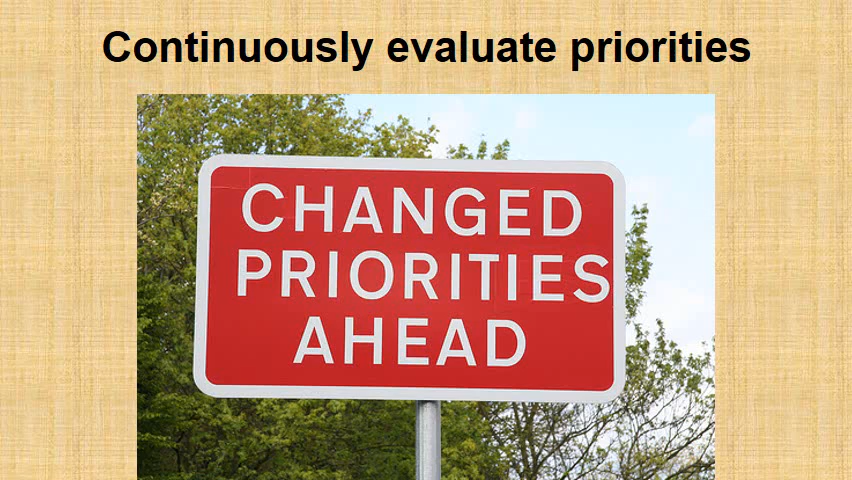 Continuously evaluate priorities
CHANGED
PRIORITIES
AHEAD